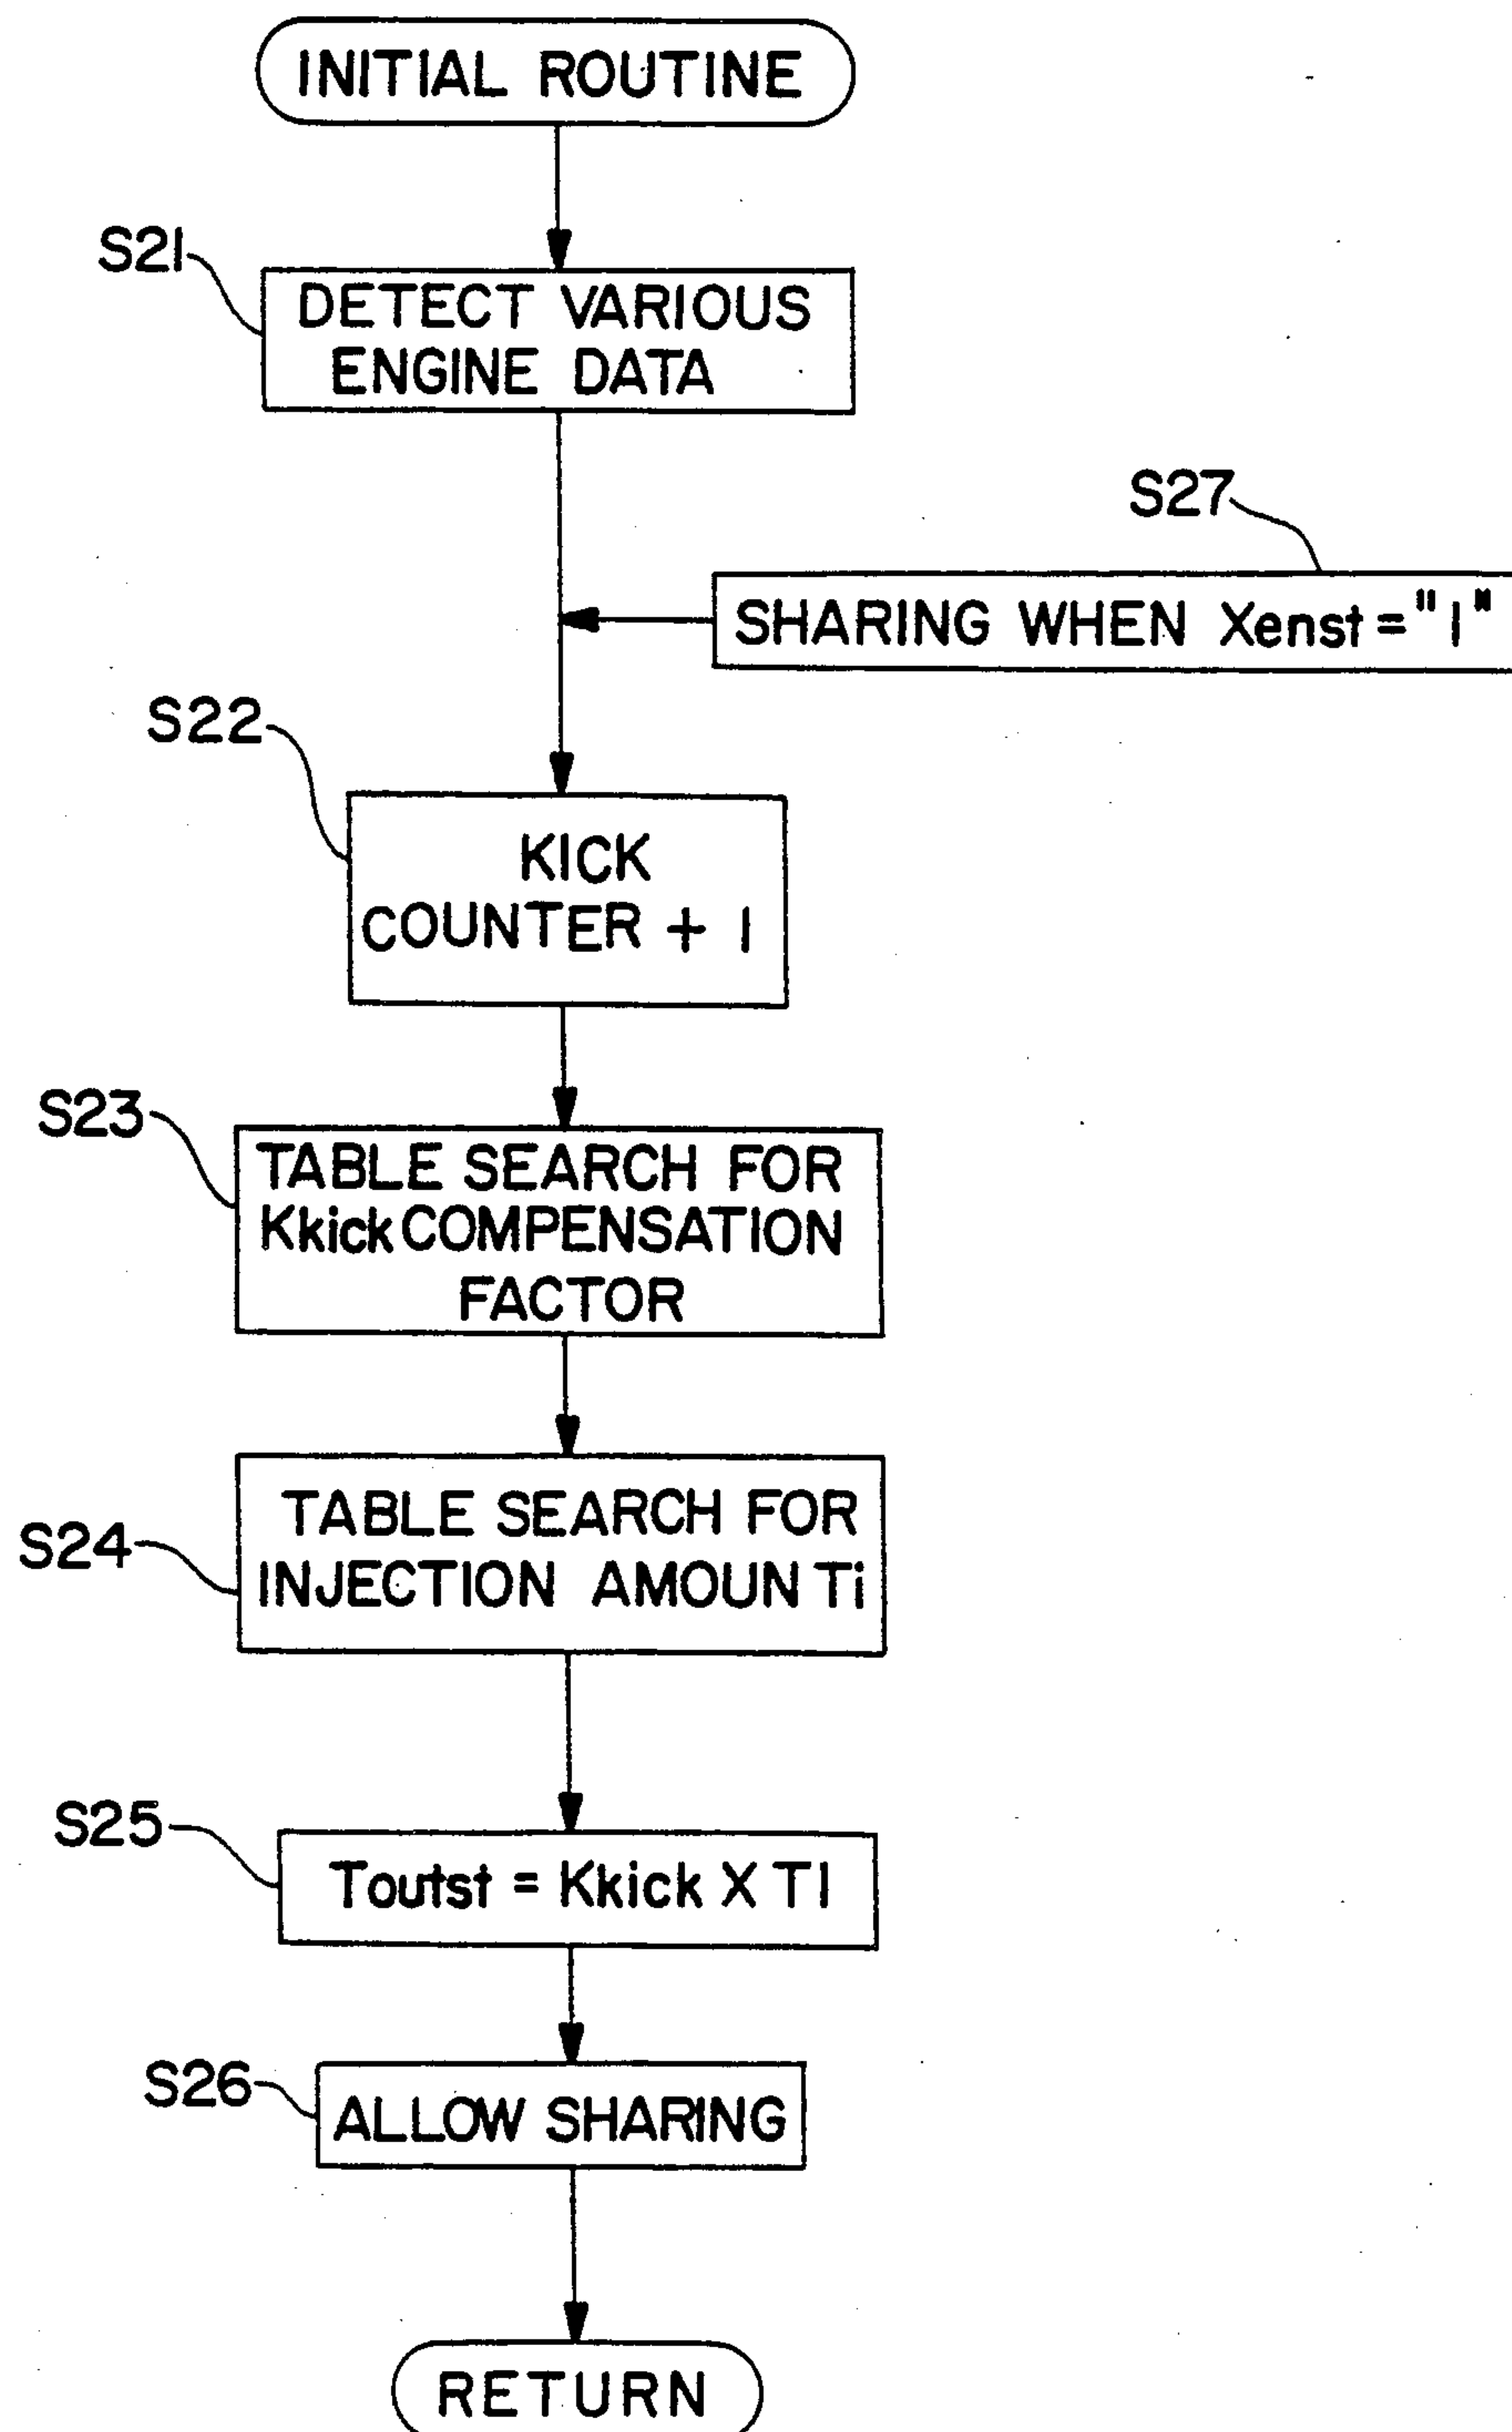 INITIAL ROUTINE
S21
DETECT VARIOUS
ENGINE DATA
S27
SHARING WHEN Xenst = "1"
S22
KICK
COUNTER + 1
S23
TABLE SEARCH FOR
Kkick COMPENSATION
FACTOR
S24
TABLE SEARCH FOR
INJECTION AMOUN Ti
S25
Toutst = Kkick X T1
S26
ALLOW SHARING
RETURN